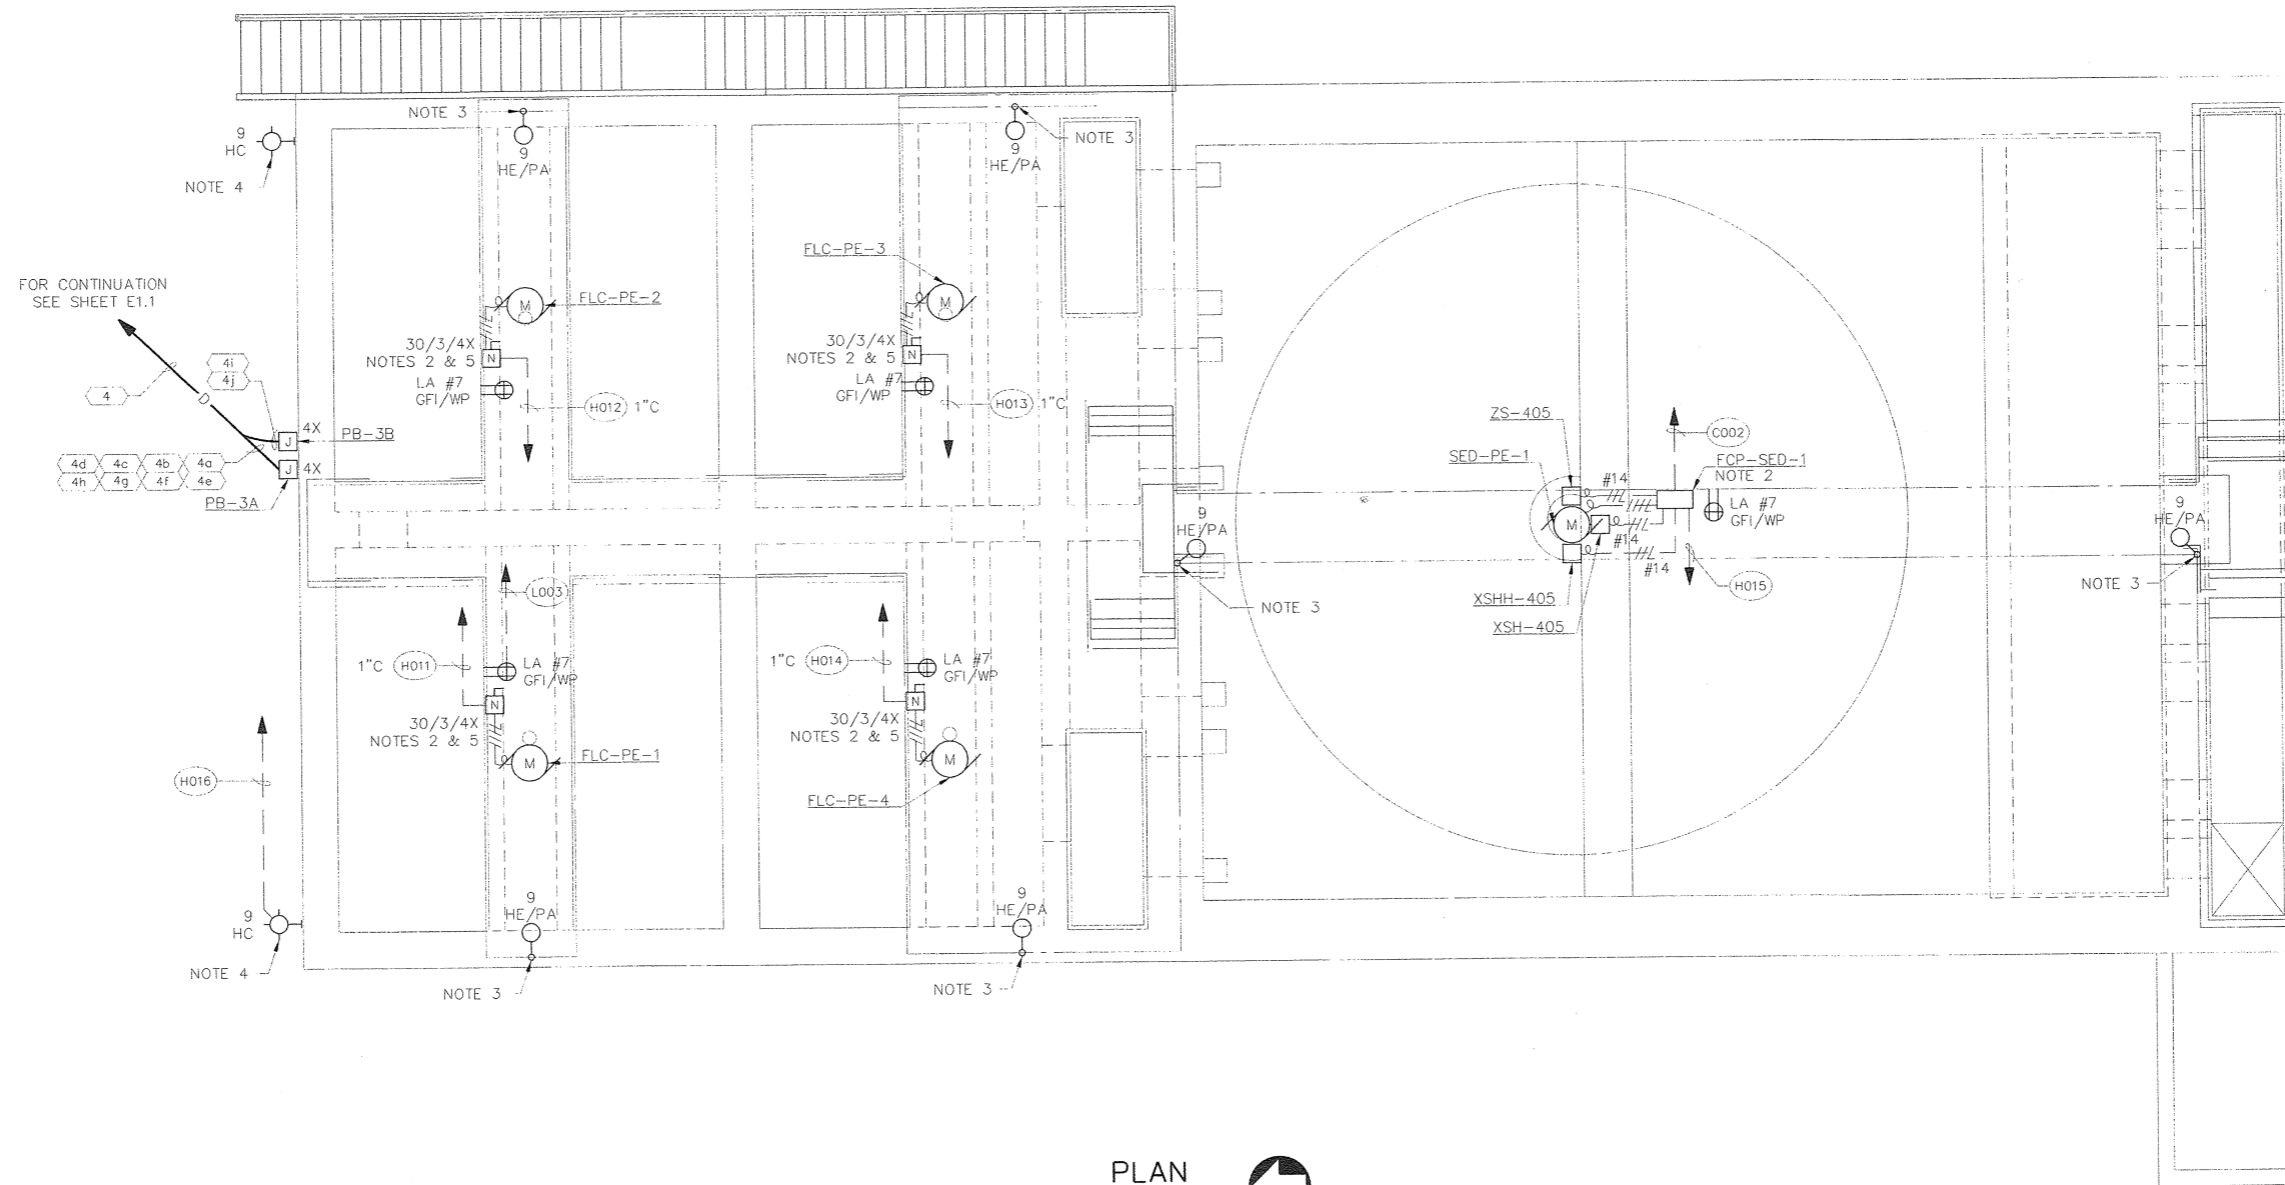 NOTE 3
9
HE/PA
9
HE/PA
NOTE 3
9
HC
NOTE 4
FLC-PE-3
FOR CONTINUATION
SEE SHEET E1.1
FLC-PE-2
30/3/4X
NOTES 2 & 5
LA #7
GFI/WP
30/3/4X
NOTES 2 & 5
LA #7
GFI/WP
M
M
N
N
4i
4j
4
D
H012 1"C
H013 1"C
4X
J
PB-3B
4d 4c 4b 4a
4h 4g 4f 4e
J
4X
PB-3A
ZS-405
C002
SED-PE-1
FCP-SED-1
NOTE 2
#14
LA #7
GFI/WP
M
#14
#14
XSHH-405
XSH-405
H015
9
HE/PA
NOTE 3
9
HE/PA
NOTE 3
L003
1"C H011
LA #7
GFI/WP
N
30/3/4X
NOTES 2 & 5
M
FLC-PE-1
1"C H014
LA #7
GFI/WP
N
30/3/4X
NOTES 2 & 5
M
FLC-PE-4
H016
9
HC
NOTE 4
9
HE/PA
NOTE 3
9
HE/PA
NOTE 3
PLAN